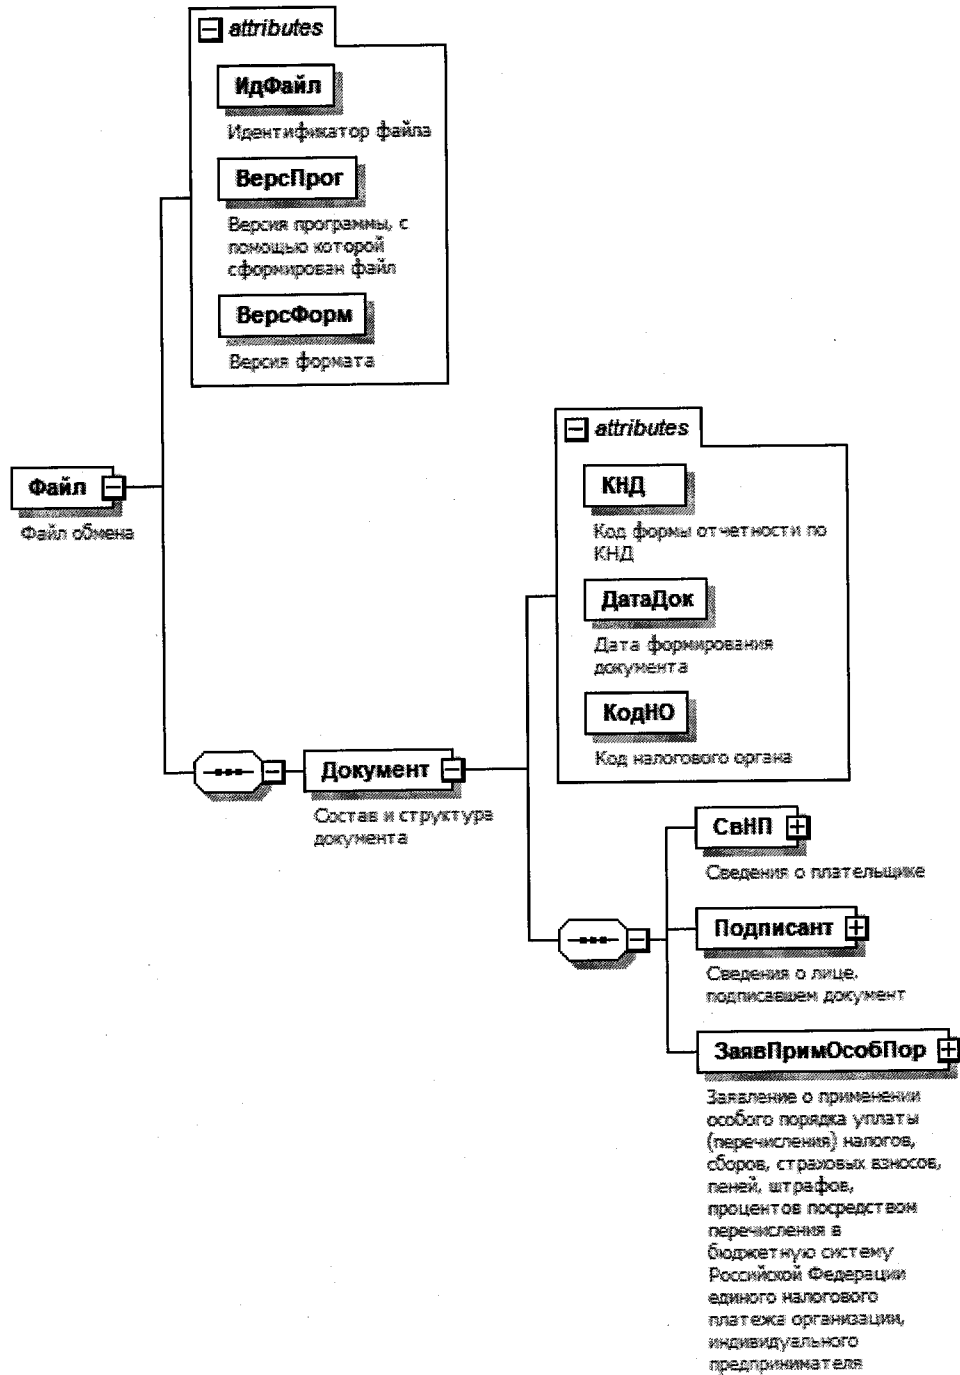 attributes
ИдФайл
Идентификатор файла
ВерсПрог
Версия программы, с
помощью которой
сформирован файл
ВерсФорм
Версия формата
Файл
Файл обмена
attributes
КНД
Код формы отчетности по
КНД
ДатаДок
Дата формирования
документа
КодНО
Код налогового органа
Документ
Состав и структура
документа
СвНП
Сведения о плательщике
Подписант
Сведения о лице,
подписавшем документ
ЗаявПримОсобПор
Заявление о применении
особого порядка уплаты
(перечисления) налогов,
сборов, страховых взносов,
пеней, штрафов,
процентов посредством
перечисления в
бюджетную систему
Российской Федерации
единого налогового
платежа организации,
индивидуального
предпринимателя